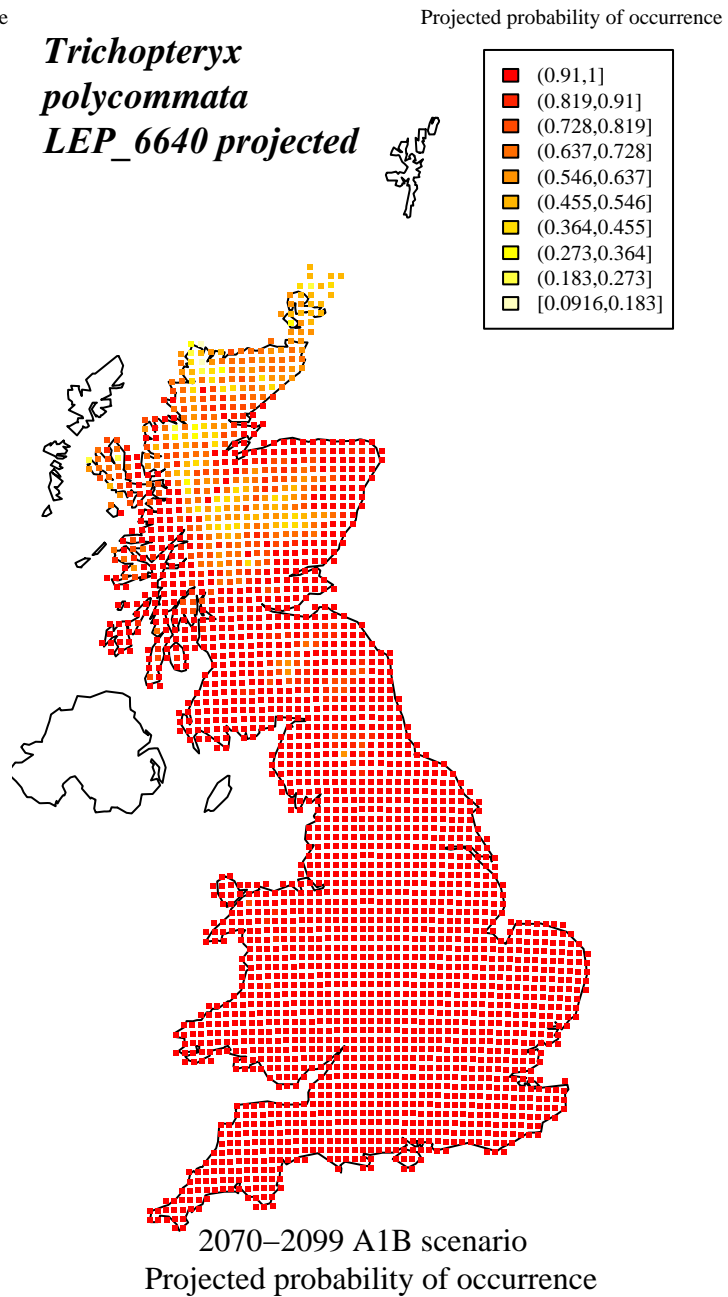 e
Projected probability of occurrence
Trichopteryx
polycommata
LEP_6640 projected
(0.91,1]
(0.819,0.91]
(0.728,0.819]
(0.637,0.728]
(0.546,0.637]
(0.455,0.546]
(0.364,0.455]
(0.273,0.364]
(0.183,0.273]
[0.0916,0.183]
2070−2099 A1B scenario
Projected probability of occurrence